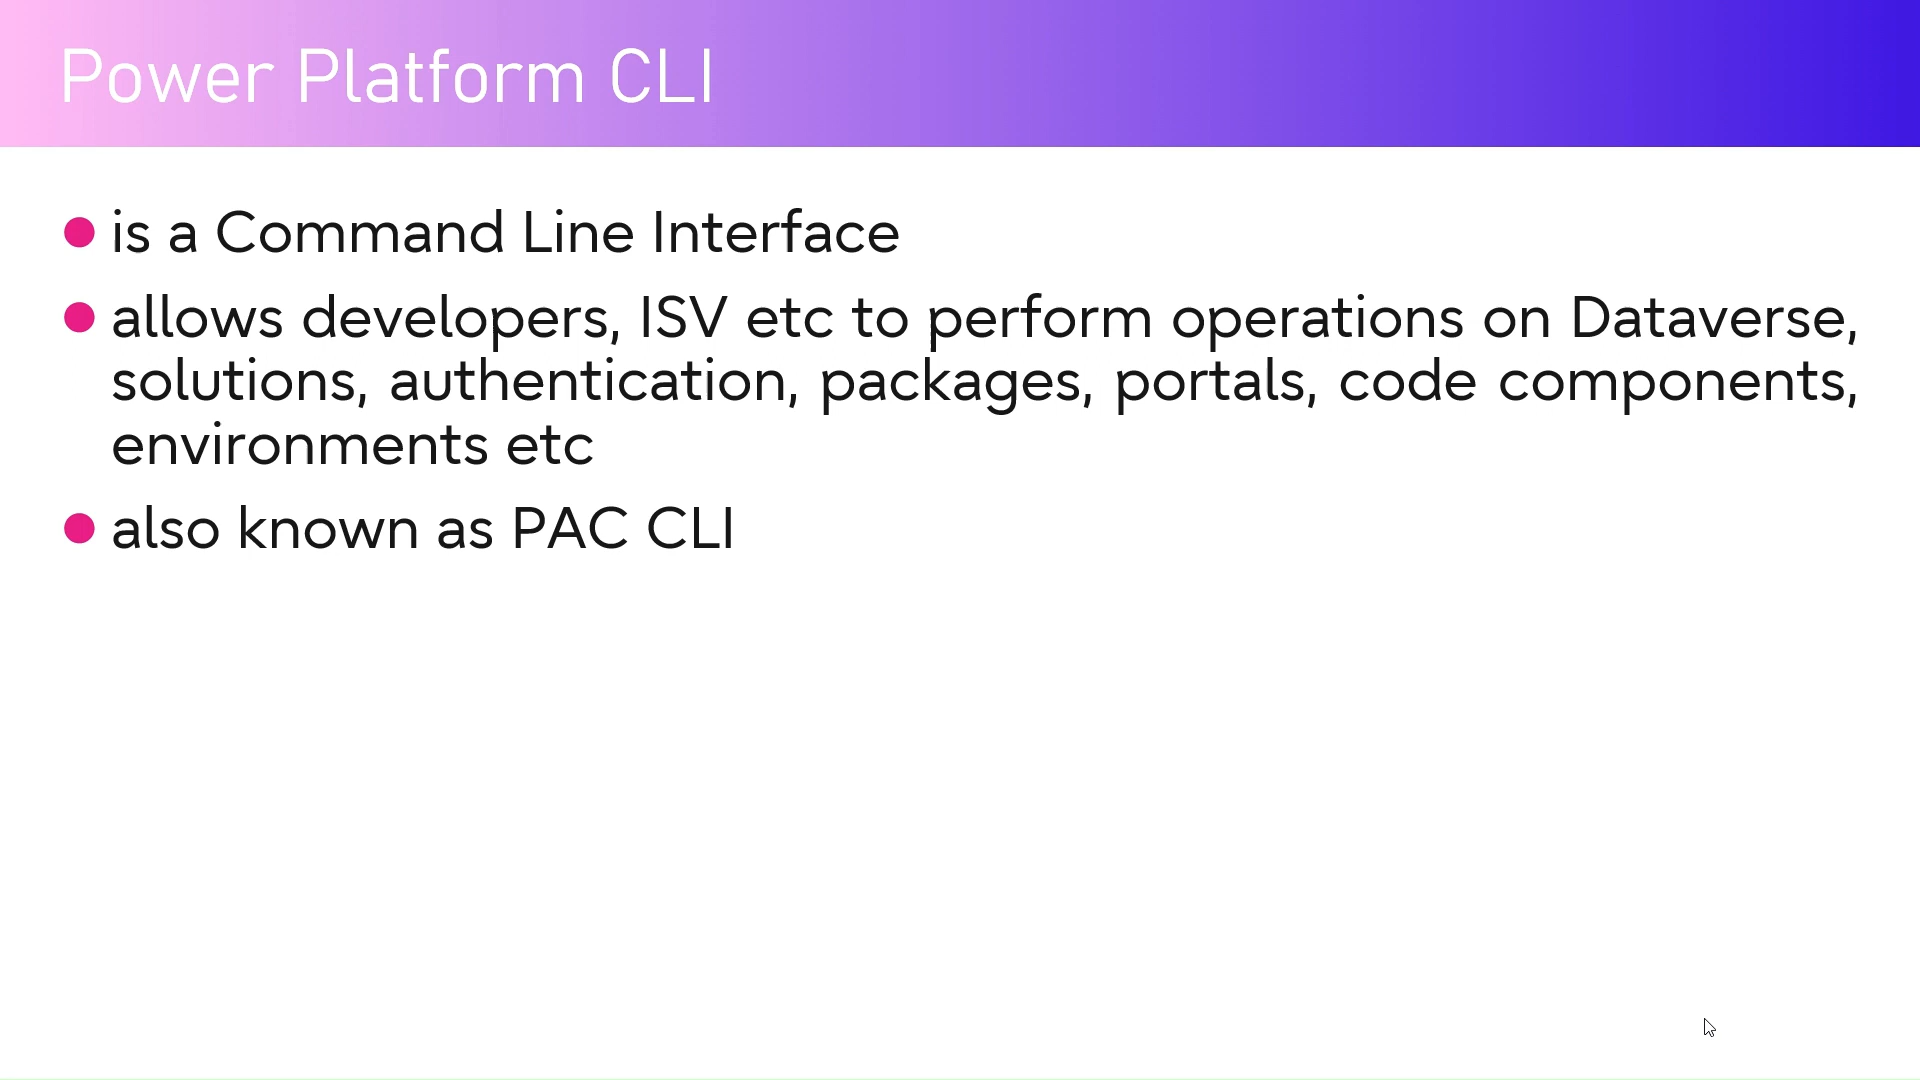 Power Platform CLI
is a Command Line Interface
allows developers, ISV etc to perform operations on Dataverse,
solutions, authentication, packages, portals, code components,
environments etc
also known as PAC CLI